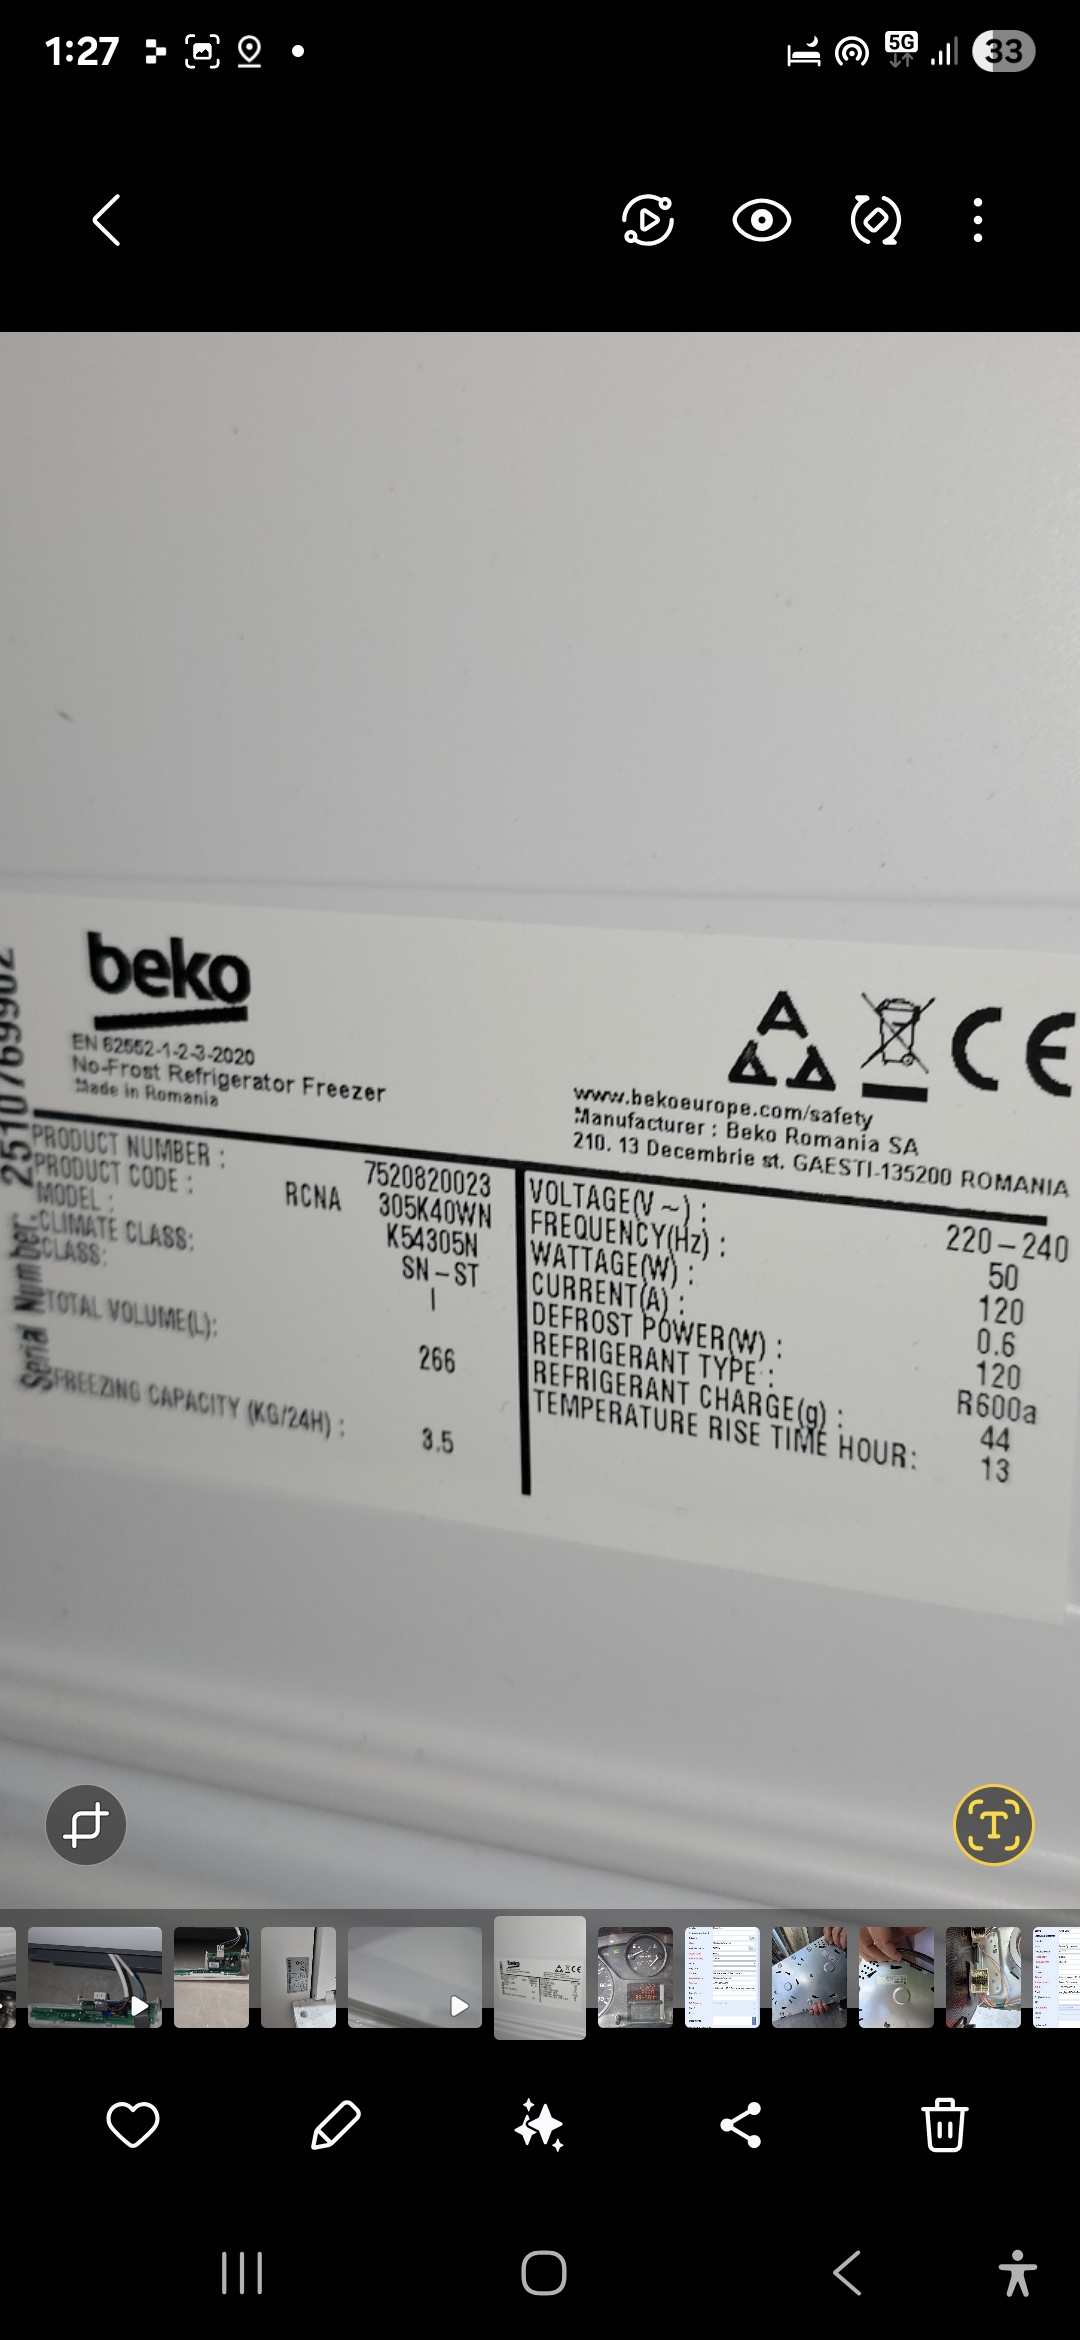 1:27
5G
33
beko
EN 62552-1-2-3-2020
No-Frost Refrigerator Freezer
Made in Romania
www.bekoeurope.com/safety
Manufacturer : Beko Romania SA
210. 13 Decembrie st. GAESTI-135200 ROMANIA
CE
PRODUCT NUMBER : 7520820023
PRODUCT CODE : RCNA 305K40WN
MODEL : K54305N
CLIMATE CLASS: SN-ST
CLASS: I
TOTAL VOLUME(L): 266
FREEZING CAPACITY (KG/24H) : 3.5
VOLTAGE(V ~) : 220-240
FREQUENCY(Hz) : 50
WATTAGE(W) : 120
CURRENT(A) : 0.6
DEFROST POWER(W) : 120
REFRIGERANT TYPE : R600a
REFRIGERANT CHARGE(g) : 44
TEMPERATURE RISE TIME HOUR: 13
Serial Number:
T